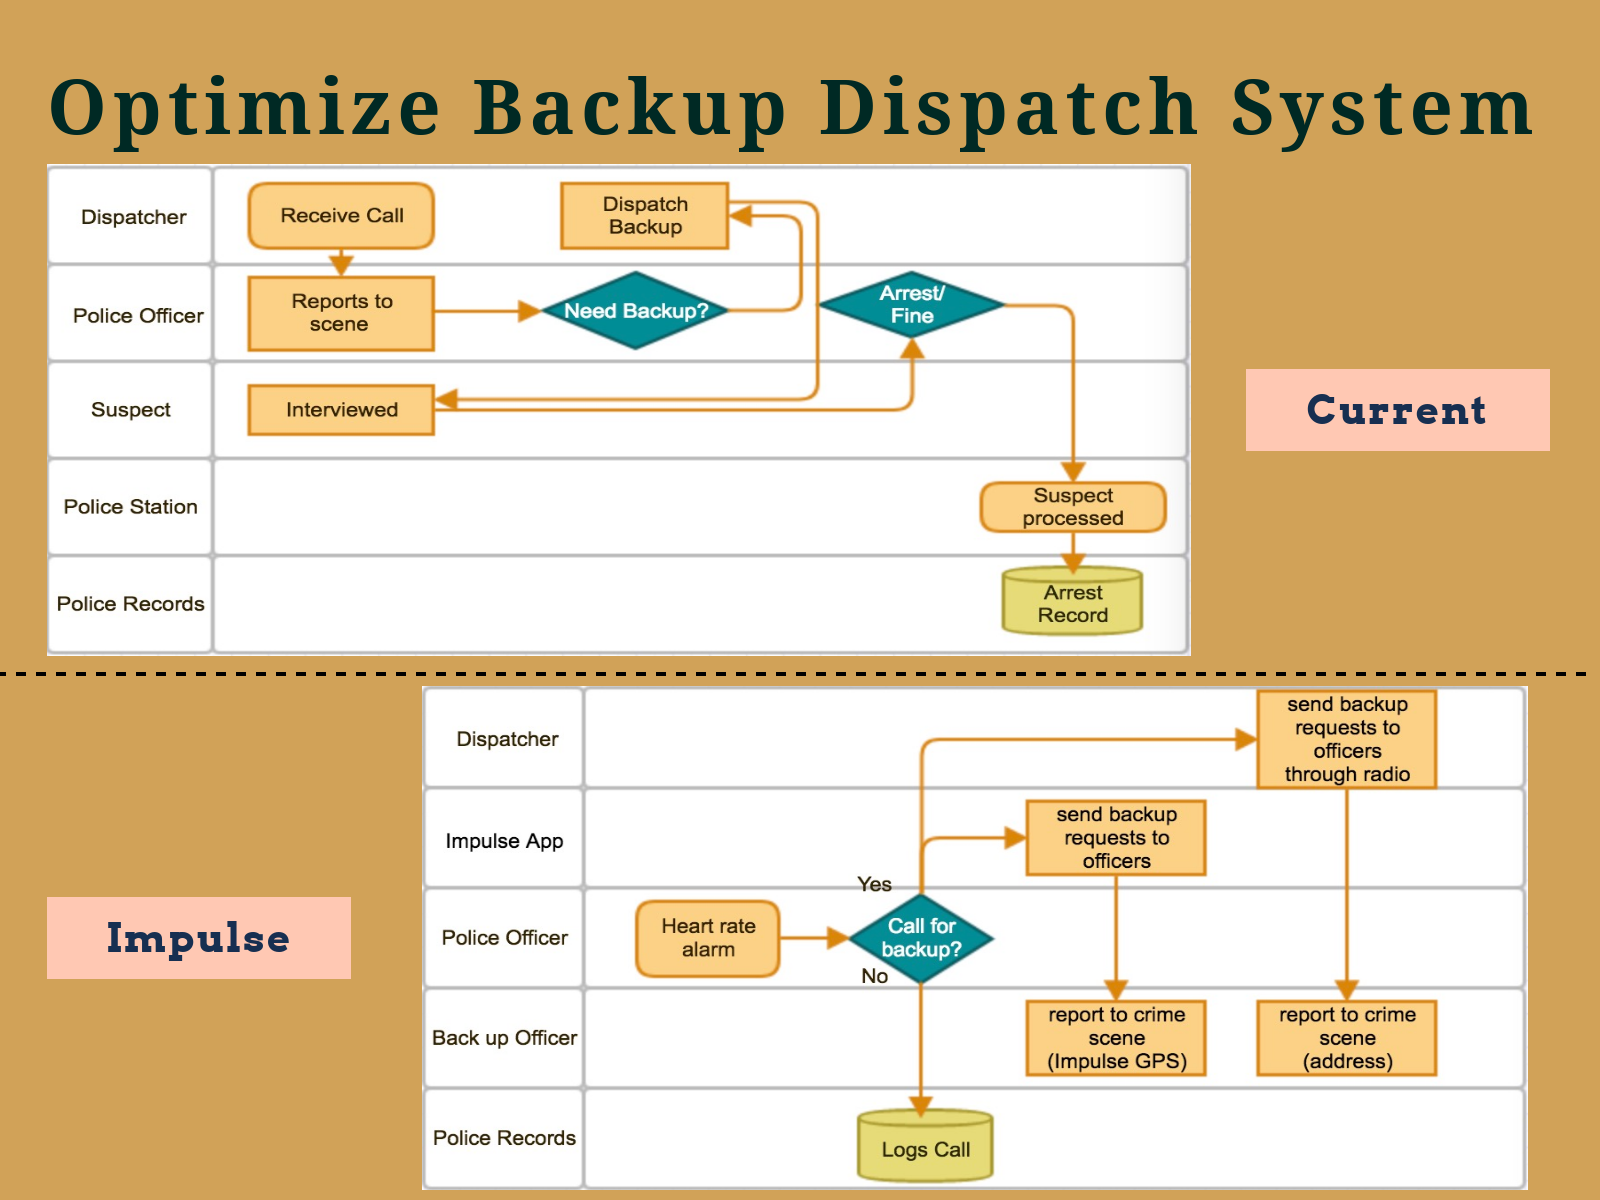 Optimize Backup Dispatch System
Dispatcher
Receive Call
Dispatch
Backup
Police Officer
Reports to
scene
Need Backup?
Arrest/
Fine
Suspect
Interviewed
Current
Police Station
Suspect
processed
Police Records
Arrest
Record
Dispatcher
send backup
requests to
officers
through radio
Impulse App
send backup
requests to
officers
Impulse
Police Officer
Heart rate
alarm
Yes
Call for
backup?
No
Back up Officer
report to crime
scene
(Impulse GPS)
report to crime
scene
(address)
Police Records
Logs Call